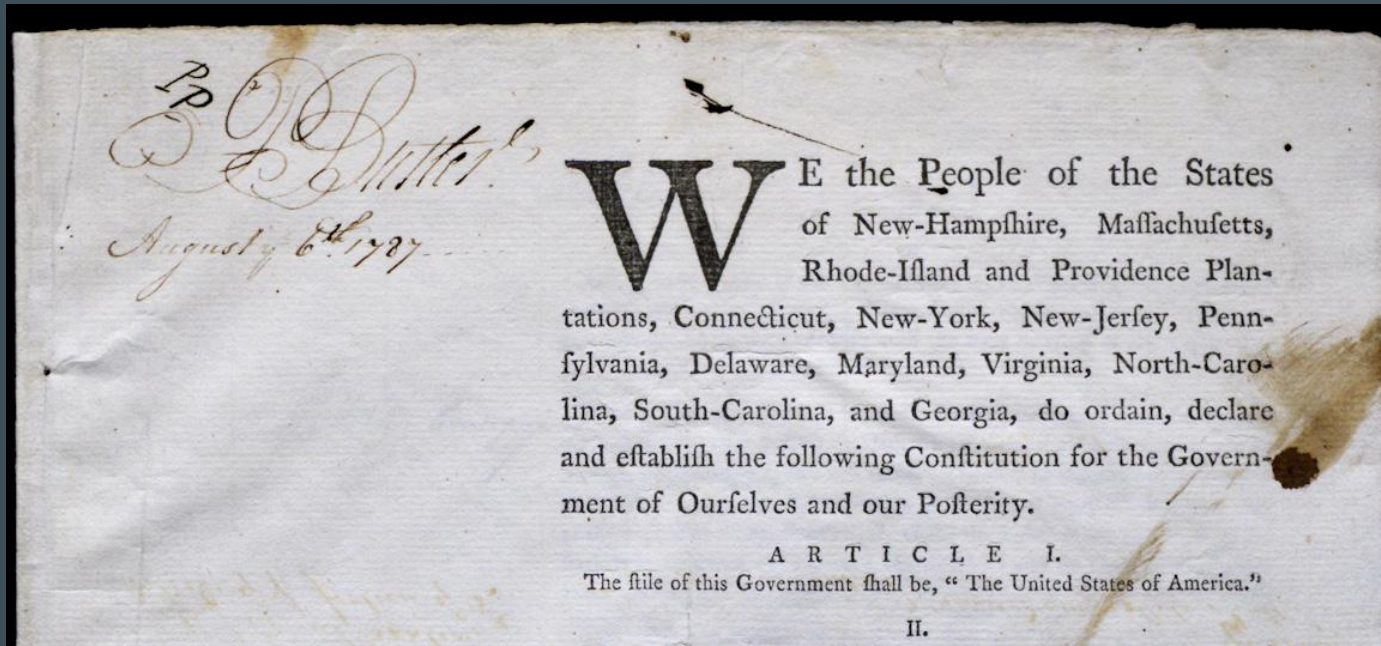 PP
P Butler
August y 6th. 1787
WE the People of the States
of New-Hampſhire, Maſſachuſetts,
Rhode-Iſland and Providence Plan-
tations, Connecticut, New-York, New-Jerſey, Penn-
ſylvania, Delaware, Maryland, Virginia, North-Caro-
lina, South-Carolina, and Georgia, do ordain, declare
and eſtabliſh the following Conſtitution for the Govern-
ment of Ourſelves and our Poſterity.
ARTICLE I.
The ſtile of this Government ſhall be, “ The United States of America.”
II.